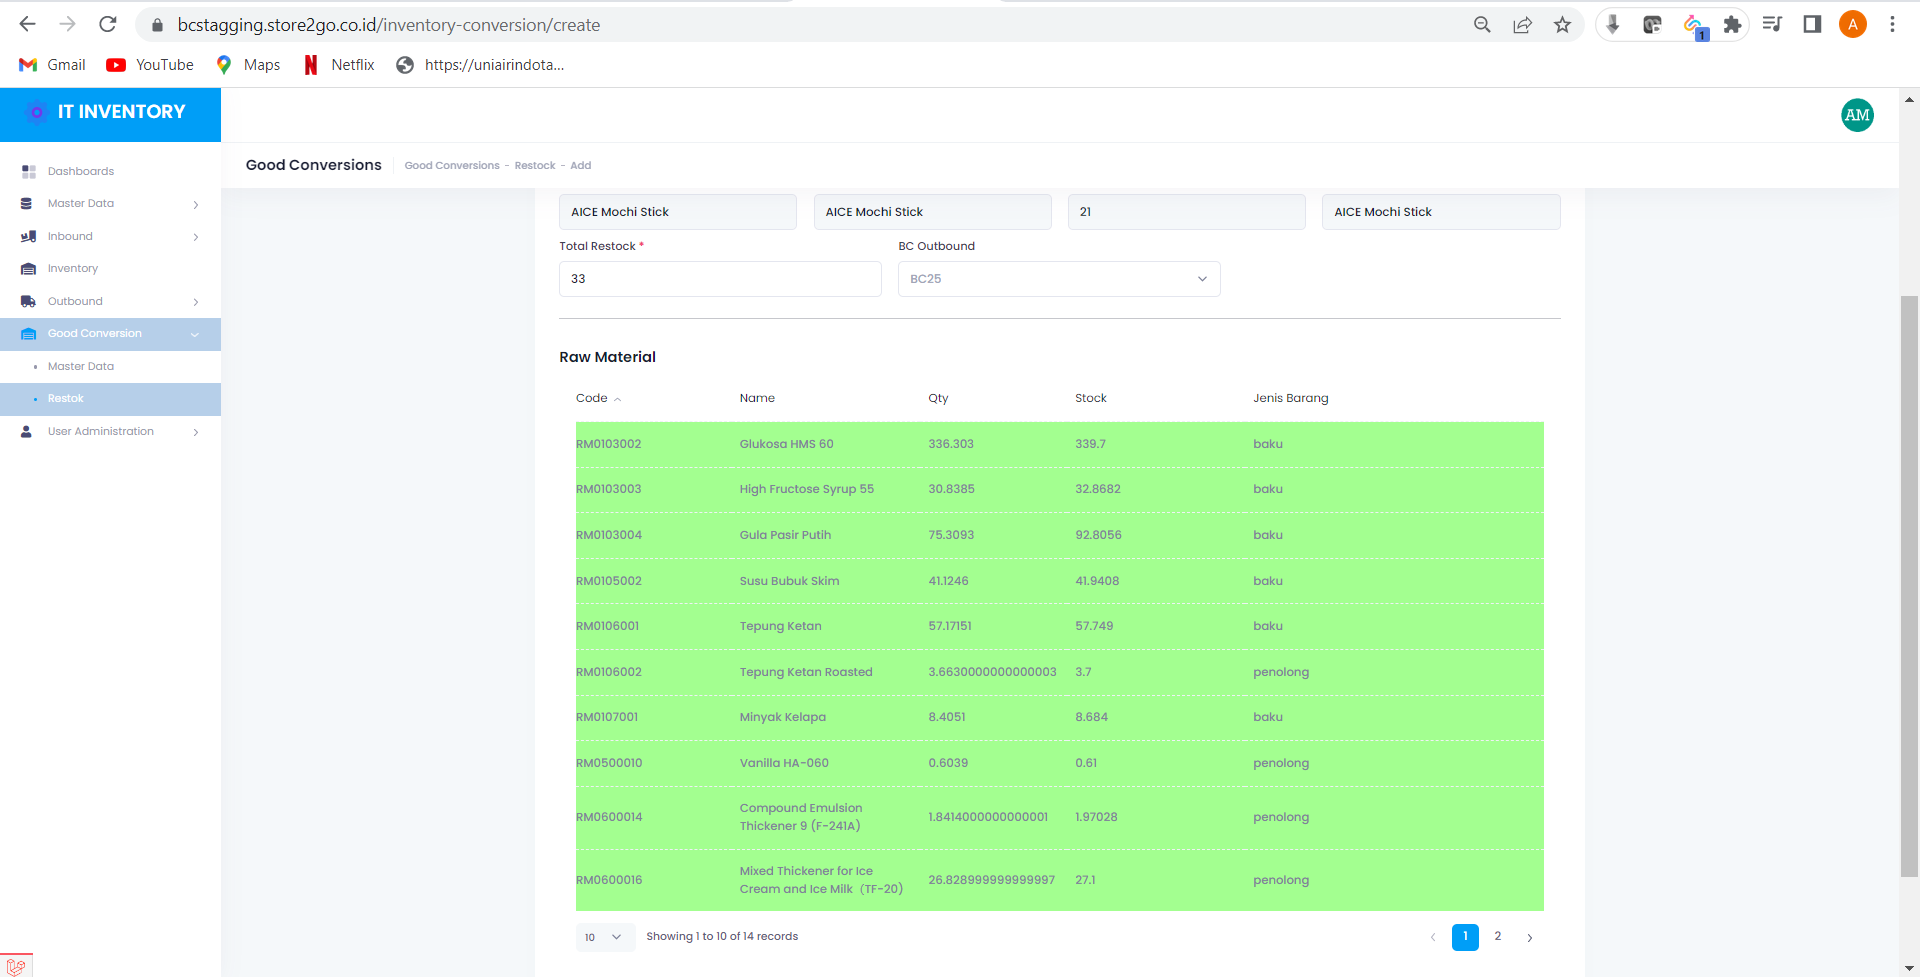 bcstagging.store2go.co.id/inventory-conversion/create
1
A
Gmail YouTube Maps Netflix https://uniairindota...
IT INVENTORY
AM
Good Conversions Good Conversions - Restock - Add
Dashboards
Master Data
Inbound
Inventory
Outbound
Good Conversion
Master Data
Restok
User Administration
AICE Mochi Stick AICE Mochi Stick 21 AICE Mochi Stick
Total Restock * BC Outbound
33 BC25
Raw Material
Code Name Qty Stock Jenis Barang
RM0103002 Glukosa HMS 60 336.303 339.7 baku
RM0103003 High Fructose Syrup 55 30.8385 32.8682 baku
RM0103004 Gula Pasir Putih 75.3093 92.8056 baku
RM0105002 Susu Bubuk Skim 41.1246 41.9408 baku
RM0106001 Tepung Ketan 57.17151 57.749 baku
RM0106002 Tepung Ketan Roasted 3.6630000000000003 3.7 penolong
RM0107001 Minyak Kelapa 8.4051 8.684 baku
RM0500010 Vanilla HA-060 0.6039 0.61 penolong
Compound Emulsion
RM0600014 Thickener 9 (F-241A) 1.8414000000000001 1.97028 penolong
Mixed Thickener for Ice
RM0600016 Cream and Ice Milk（TF-20) 26.828999999999997 27.1 penolong
10 Showing 1 to 10 of 14 records 1 2